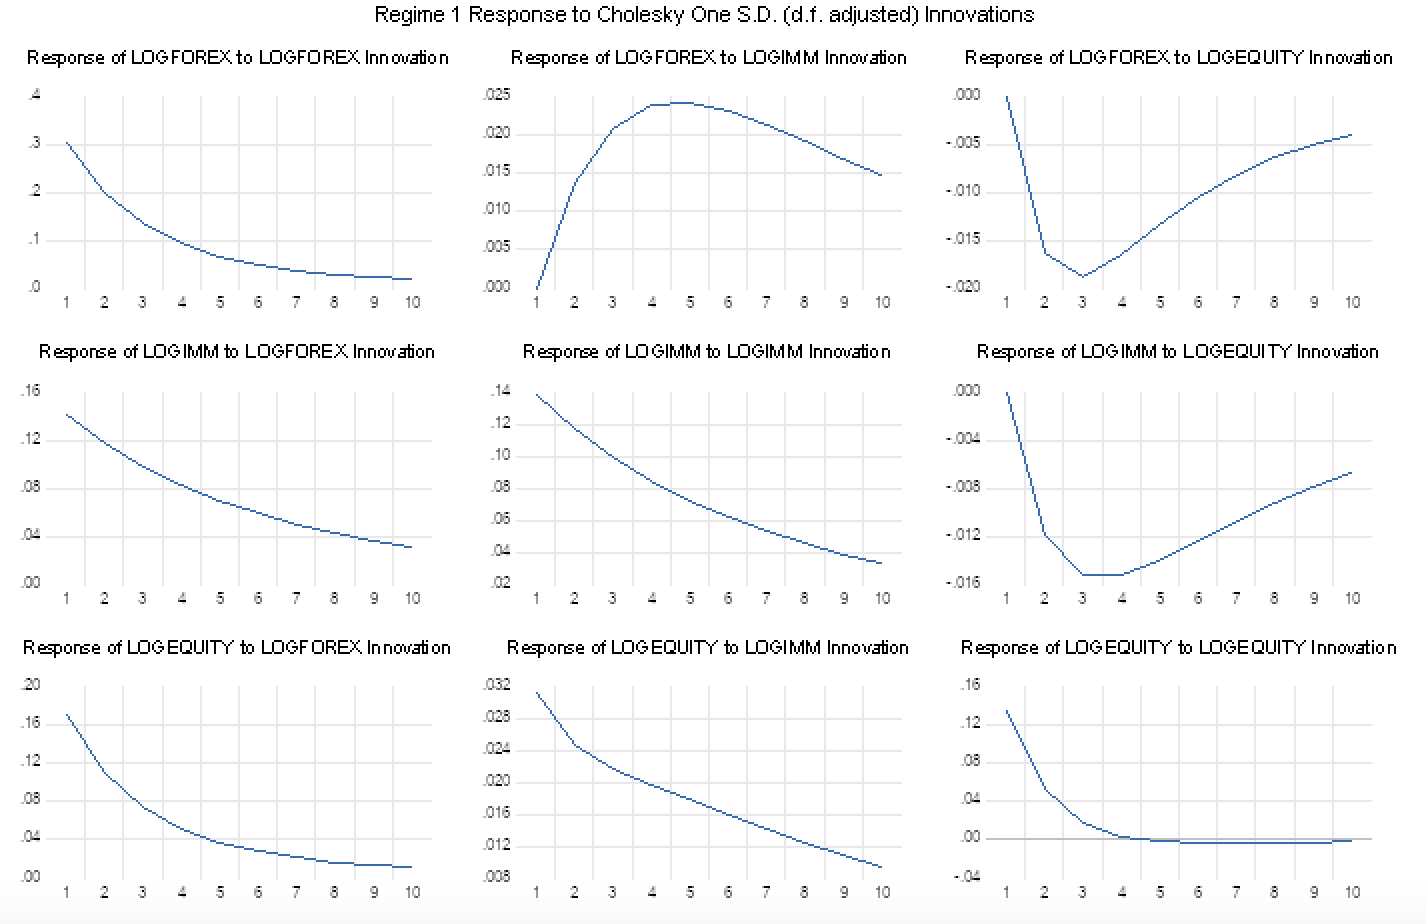 Regime 1 Response to Cholesky One S.D. (d.f. adjusted) Innovations
Response of LOGFOREX to LOGFOREX Innovation
.4
.3
.2
.1
.0
1 2 3 4 5 6 7 8 9 10
Response of LOGFOREX to LOGIMM Innovation
.025
.020
.015
.010
.005
.000
1 2 3 4 5 6 7 8 9 10
Response of LOGFOREX to LOGEQUITY Innovation
.000
-.005
-.010
-.015
-.020
1 2 3 4 5 6 7 8 9 10
Response of LOGIMM to LOGFOREX Innovation
.16
.12
.08
.04
.00
1 2 3 4 5 6 7 8 9 10
Response of LOGIMM to LOGIMM Innovation
.14
.12
.10
.08
.06
.04
.02
1 2 3 4 5 6 7 8 9 10
Response of LOGIMM to LOGEQUITY Innovation
.000
-.004
-.008
-.012
-.016
1 2 3 4 5 6 7 8 9 10
Response of LOGEQUITY to LOGFOREX Innovation
.20
.16
.12
.08
.04
.00
1 2 3 4 5 6 7 8 9 10
Response of LOGEQUITY to LOGIMM Innovation
.032
.028
.024
.020
.016
.012
.008
1 2 3 4 5 6 7 8 9 10
Response of LOGEQUITY to LOGEQUITY Innovation
.16
.12
.08
.04
.00
-.04
1 2 3 4 5 6 7 8 9 10